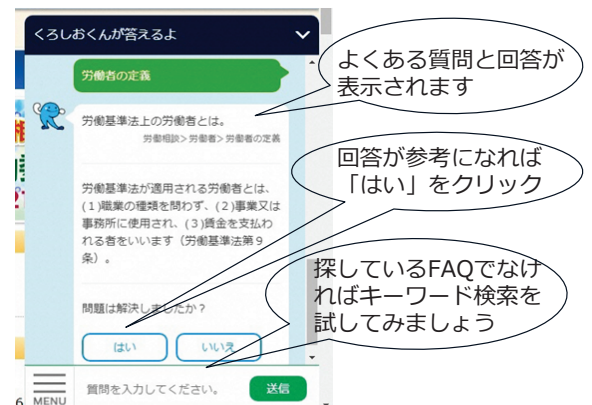 くろしおくんが答えるよ
労働者の定義
労働基準法上の労働者とは。
労働相談>労働者>労働者の定義
労働基準法が適用される労働者とは、
(1)職業の種類を問わず、(2)事業又は
事務所に使用され、(3)賃金を支払わ
れる者をいいます（労働基準法第9
条）。
問題は解決しましたか？
はい
いいえ
MENU
質問を入力してください。
送信
よくある質問と回答が
表示されます
回答が参考になれば
「はい」をクリック
探しているFAQでなけ
ればキーワード検索を
試してみましょう
6